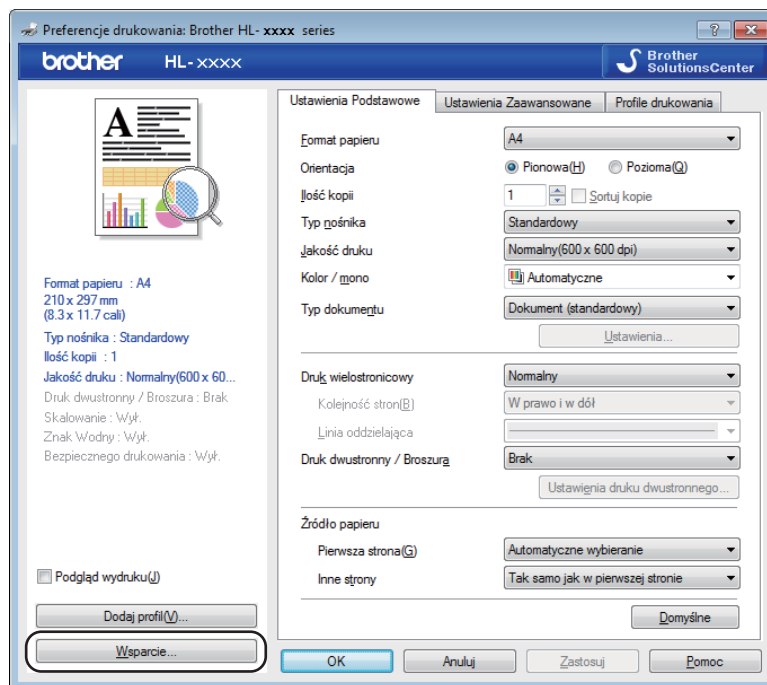 Preferencje drukowania: Brother HL- xxxx series
brother HL-xxxx
Brother
SolutionsCenter
A
Format papieru : A4
210 x 297 mm
(8.3 x 11.7 cali)
Typ nośnika : Standardowy
Ilość kopii : 1
Jakość druku : Normalny(600 x 60...
Druk dwustronny / Broszura : Brak
Skalowanie : Wył.
Znak Wodny : Wył.
Bezpiecznego drukowania : Wył.
Podgląd wydruku(J)
Dodaj profil(V)...
Wsparcie...
Ustawienia Podstawowe Ustawienia Zaawansowane Profile drukowania
Format papieru A4
Orientacja Pionowa(H) Pozioma(Q)
Ilość kopii 1 Sortuj kopie
Typ nośnika Standardowy
Jakość druku Normalny(600 x 600 dpi)
Kolor / mono Automatyczne
Typ dokumentu Dokument (standardowy)
Ustawienia...
Druk wielostronicowy Normalny
Kolejność stron(B) W prawo i w dół
Linia oddzielająca
Druk dwustronny / Broszura Brak
Ustawienia druku dwustronnego...
Źródło papieru
Pierwsza strona(G) Automatyczne wybieranie
Inne strony Tak samo jak w pierwszej stronie
Domyślne
OK Anuluj Zastosuj Pomoc